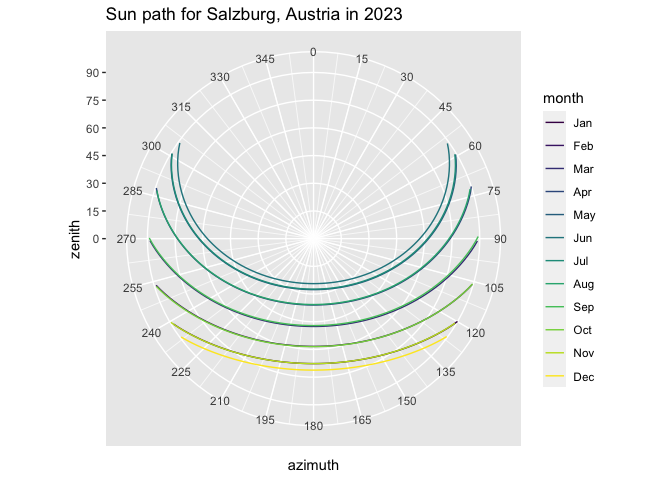 Sun path for Salzburg, Austria in 2023
0
345
15
330
30
315
45
300
60
285
75
270
90
255
105
240
120
225
135
210
150
195
165
180
90
75
60
45
30
15
0
zenith
azimuth
month
Jan
Feb
Mar
Apr
May
Jun
Jul
Aug
Sep
Oct
Nov
Dec